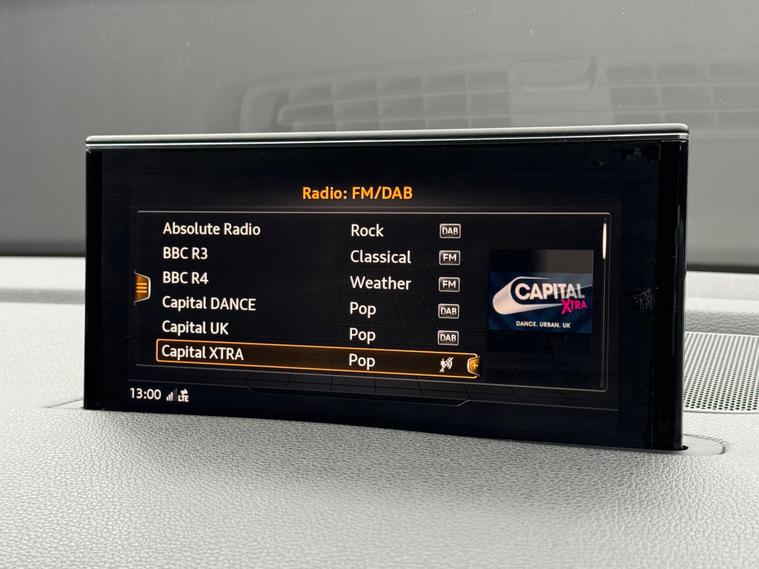 Radio: FM/DAB
Absolute Radio Rock DAB
BBC R3 Classical FM
BBC R4 Weather FM
Capital DANCE Pop DAB
Capital UK Pop DAB
Capital XTRA Pop
CAPITAL
XTRA
DANCE. URBAN. UK
13:00 LTE